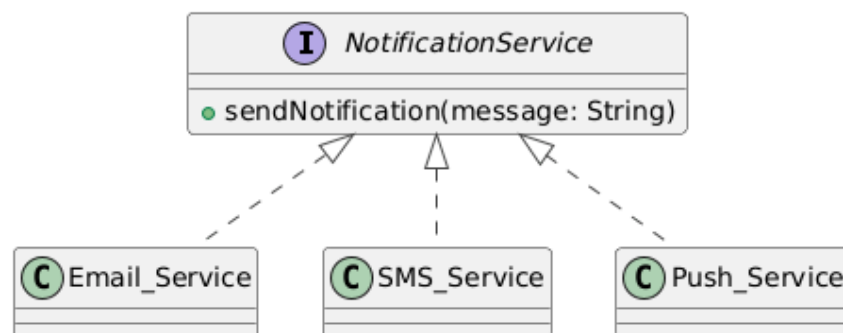 I NotificationService
sendNotification(message: String)
C Email_Service
C SMS_Service
C Push_Service